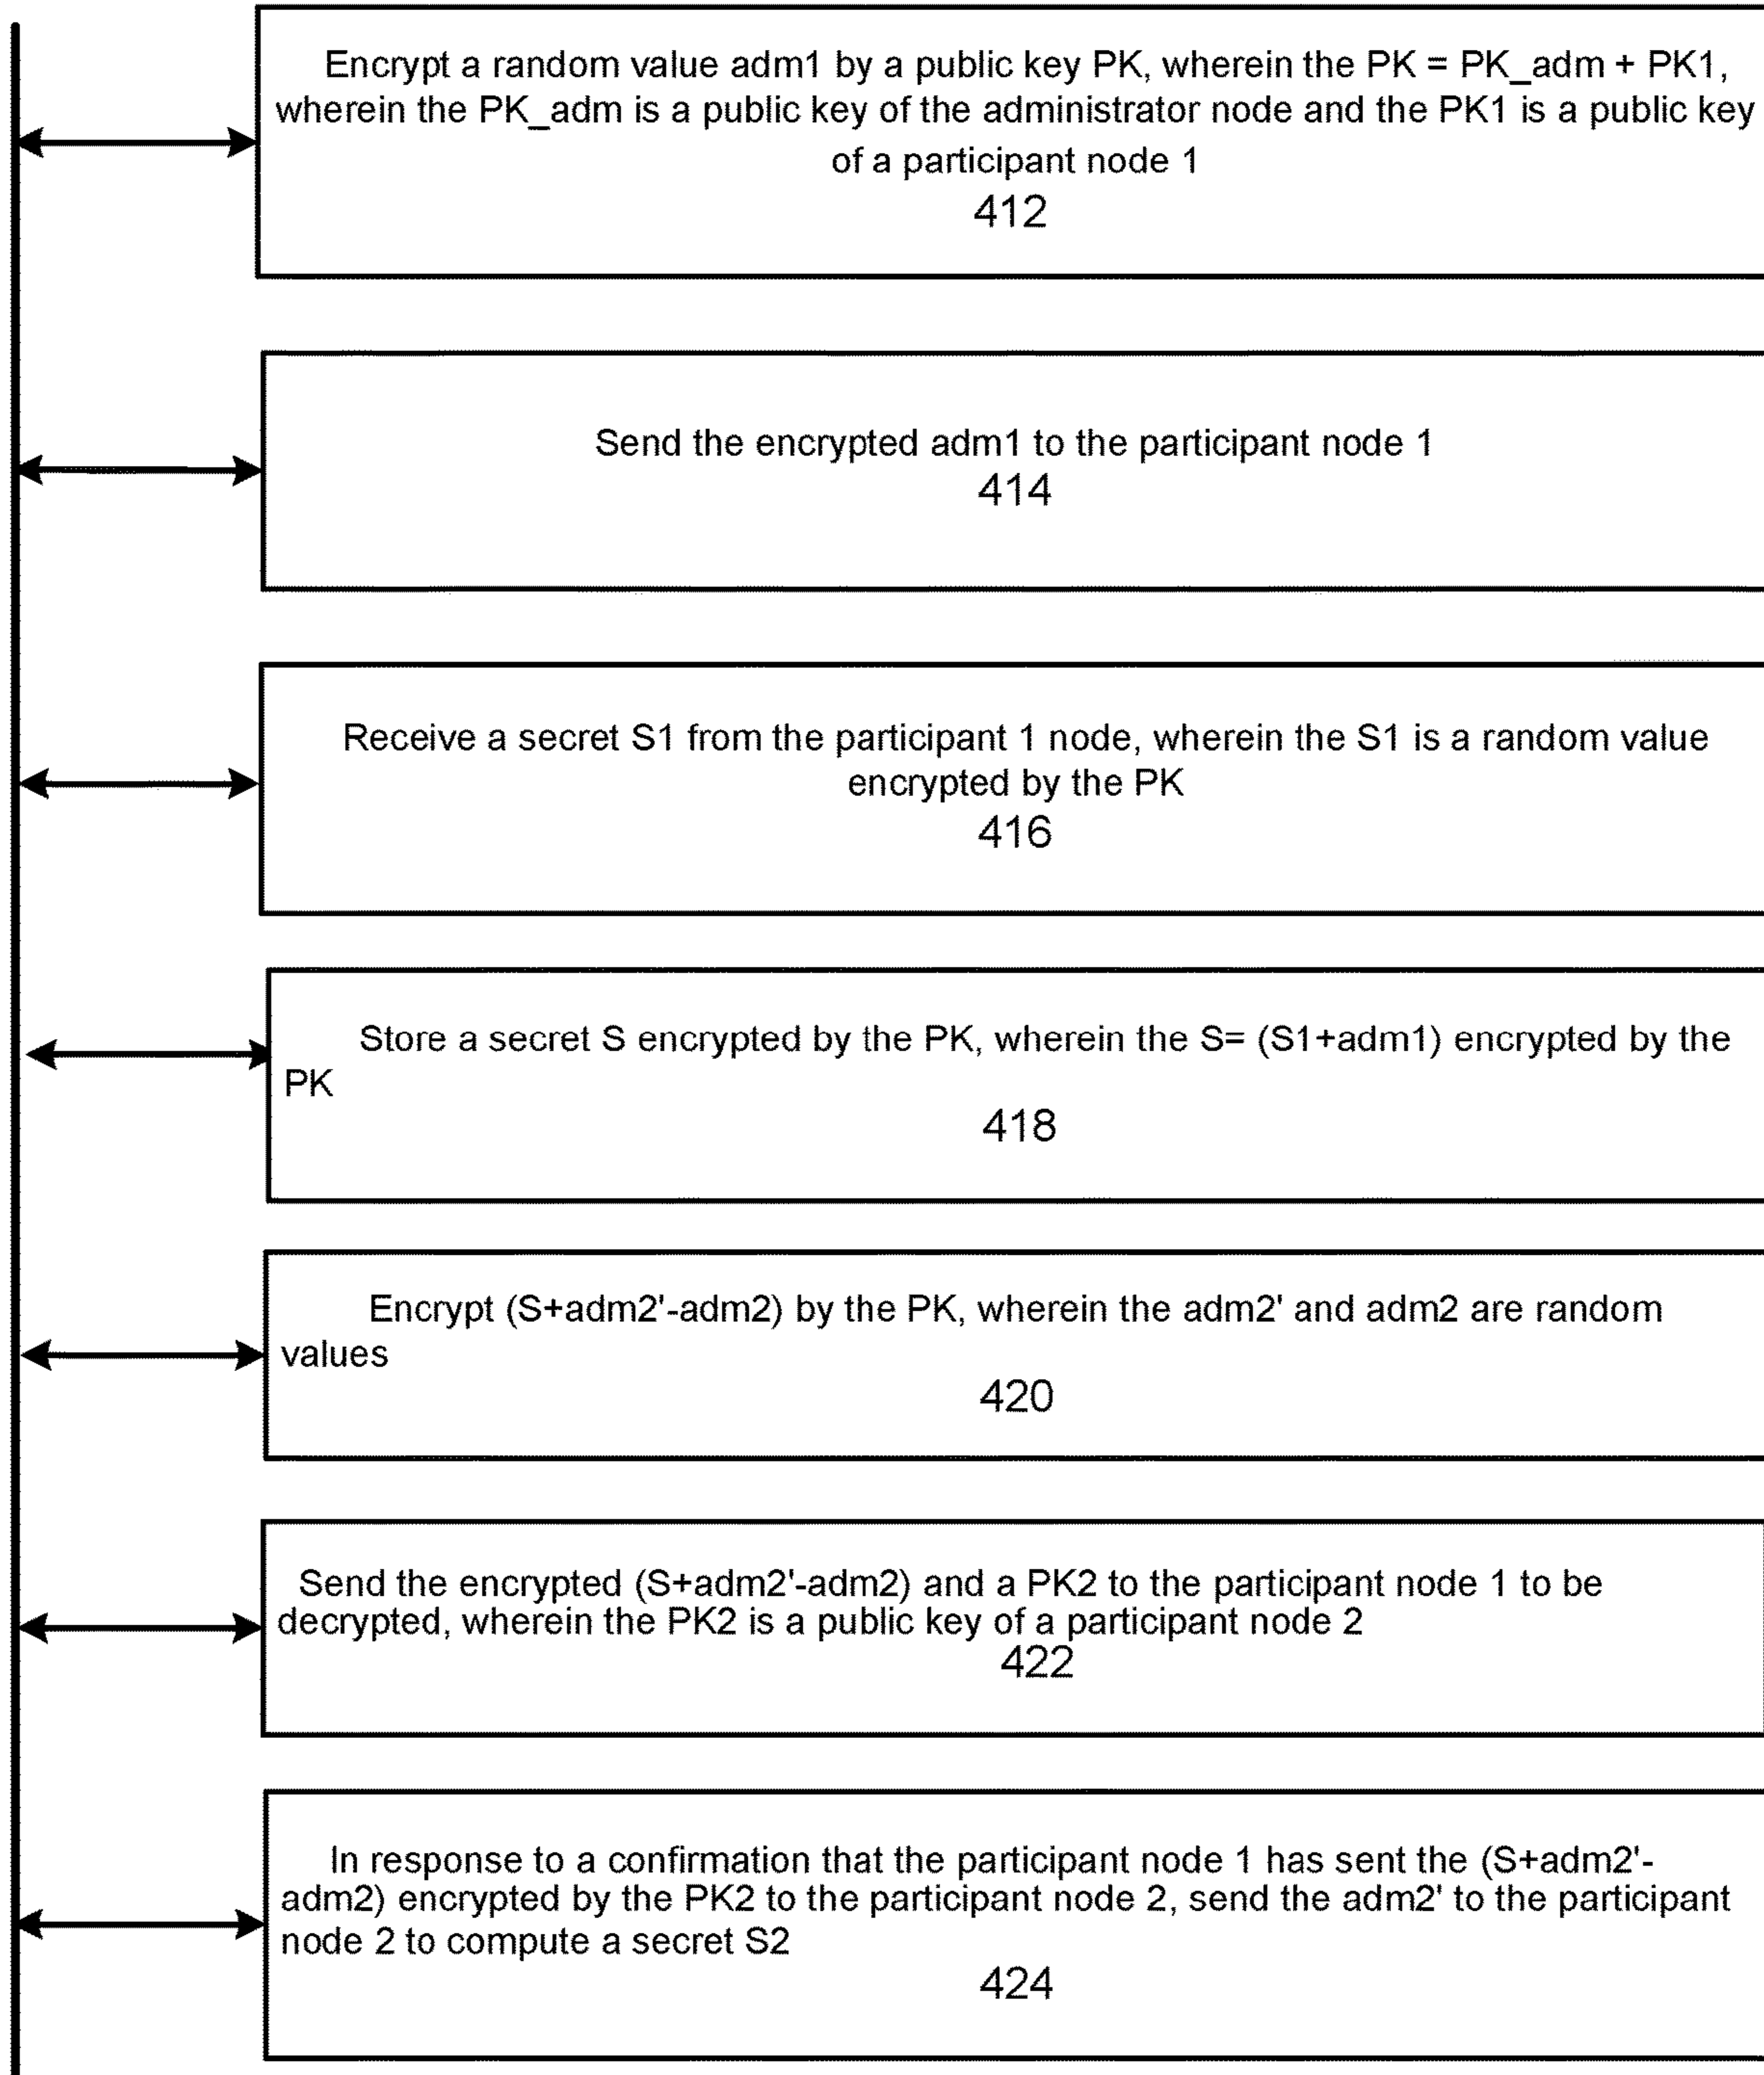 Encrypt a random value adm1 by a public key PK, wherein the PK = PK_adm + PK1,
wherein the PK_adm is a public key of the administrator node and the PK1 is a public key
of a participant node 1
412
Send the encrypted adm1 to the participant node 1
414
Receive a secret S1 from the participant 1 node, wherein the S1 is a random value
encrypted by the PK
416
Store a secret S encrypted by the PK, wherein the S= (S1+adm1) encrypted by the
PK
418
Encrypt (S+adm2'-adm2) by the PK, wherein the adm2' and adm2 are random
values
420
Send the encrypted (S+adm2'-adm2) and a PK2 to the participant node 1 to be
decrypted, wherein the PK2 is a public key of a participant node 2
422
In response to a confirmation that the participant node 1 has sent the (S+adm2'-
adm2) encrypted by the PK2 to the participant node 2, send the adm2' to the participant
node 2 to compute a secret S2
424